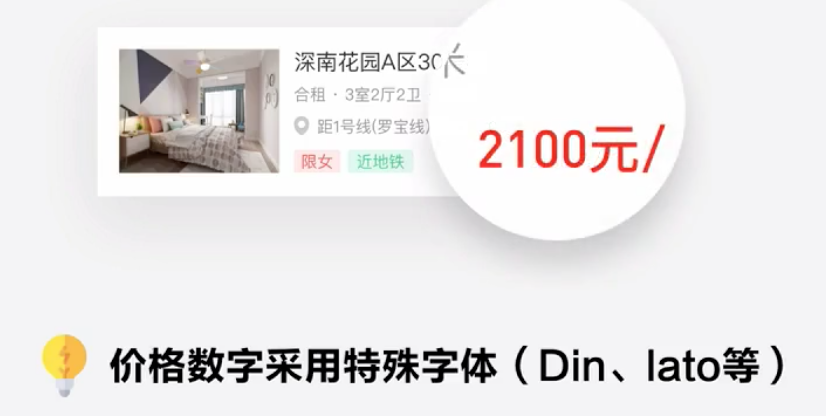 深南花园A区30
合租 · 3室2厅2卫
距1号线(罗宝线)
限女 近地铁
2100元/
价格数字采用特殊字体（Din、lato等）